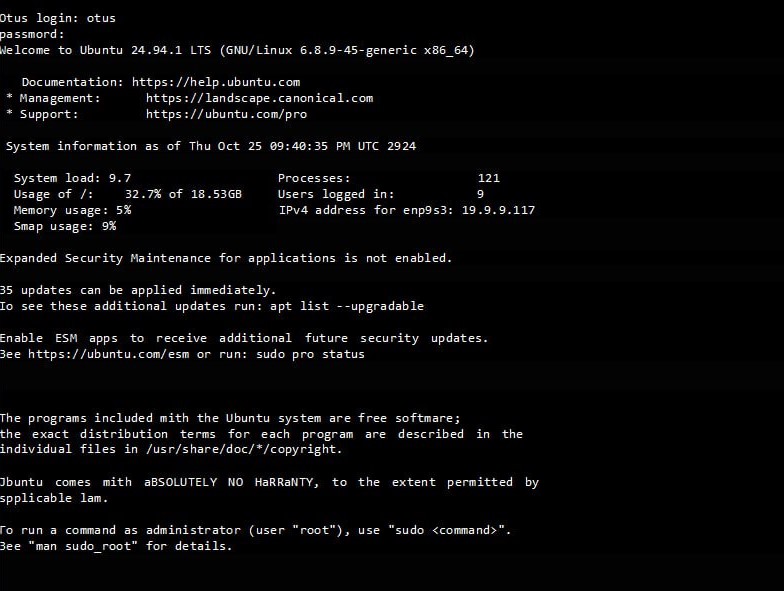 Otus login: otus
password:
Welcome to Ubuntu 24.94.1 LTS (GNU/Linux 6.8.9-45-generic x86_64)
Documentation: https://help.ubuntu.com
* Management: https://landscape.canonical.com
* Support: https://ubuntu.com/pro
System information as of Thu Oct 25 09:40:35 PM UTC 2924
System load: 9.7 Processes: 121
Usage of /: 32.7% of 18.53GB Users logged in: 9
Memory usage: 5% IPv4 address for enp9s3: 19.9.9.117
Smap usage: 9%
Expanded Security Maintenance for applications is not enabled.
35 updates can be applied immediately.
Io see these additional updates run: apt list --upgradable
Enable ESM apps to receive additional future security updates.
3ee https://ubuntu.com/esm or run: sudo pro status
The programs included mith the Ubuntu system are free softmare;
the exact distribution terms for each program are described in the
individual files in /usr/share/doc/*/copyright.
Jbuntu comes mith aBSOLUTELY NO HaRRaNTY, to the extent permitted by
spplicable lam.
To run a command as administrator (user "root"), use "sudo <command>".
3ee "man sudo_root" for details.